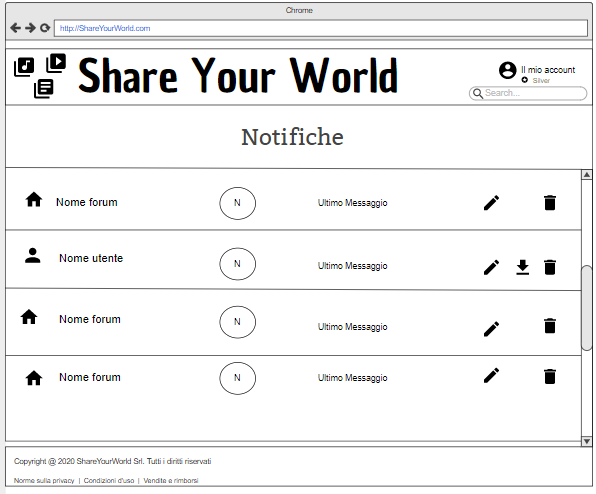 Chrome
http://ShareYourWorld.com
Share Your World
Il mio account
Silver
Search...
Notifiche
Nome forum N Ultimo Messaggio
Nome utente N Ultimo Messaggio
Nome forum N Ultimo Messaggio
Nome forum N Ultimo Messaggio
Copyright @ 2020 ShareYourWorld Srl. Tutti i diritti riservati
Norme sulla privacy | Condizioni d'uso | Vendite e rimborsi